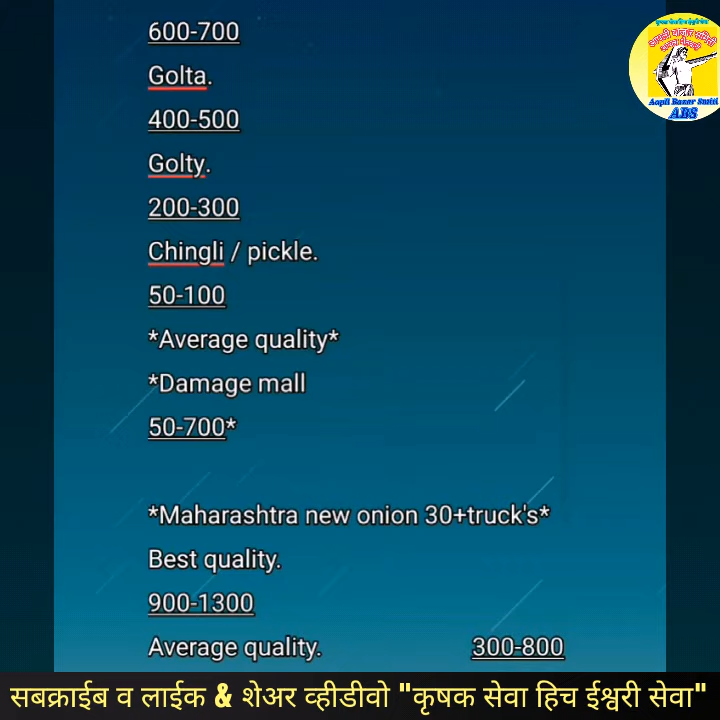 600-700
Golta.
400-500
Golty.
200-300
Chingli / pickle.
50-100
*Average quality*
*Damage mall
50-700*
*Maharashtra new onion 30+truck's*
Best quality.
900-1300
Average quality. 300-800
Aapli Bazar Smiti
ABS
सबक्राईब व लाईक & शेअर व्हीडीवो "कृषक सेवा हिच ईश्वरी सेवा"